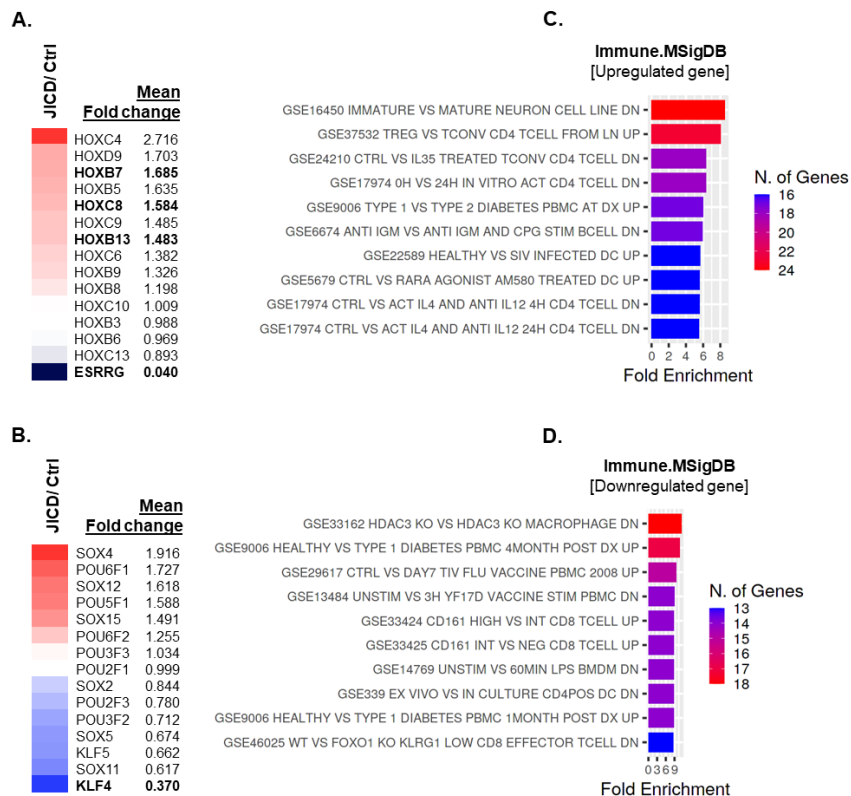 A.
JICD/ Ctrl
Mean
Fold change
HOXC4 2.716
HOXD9 1.703
HOXB7 1.685
HOXB5 1.635
HOXC8 1.584
HOXC9 1.485
HOXB13 1.483
HOXC6 1.382
HOXB9 1.326
HOXB8 1.198
HOXC10 1.009
HOXB3 0.988
HOXB6 0.969
HOXC13 0.893
ESRRG 0.040
C.
Immune.MSigDB
[Upregulated gene]
GSE16450 IMMATURE VS MATURE NEURON CELL LINE DN
GSE37532 TREG VS TCONV CD4 TCELL FROM LN UP
GSE24210 CTRL VS IL35 TREATED TCONV CD4 TCELL DN
GSE17974 0H VS 24H IN VITRO ACT CD4 TCELL DN
GSE9006 TYPE 1 VS TYPE 2 DIABETES PBMC AT DX UP
GSE6674 ANTI IGM VS ANTI IGM AND CPG STIM BCELL DN
GSE22589 HEALTHY VS SIV INFECTED DC UP
GSE5679 CTRL VS RARA AGONIST AM580 TREATED DC UP
GSE17974 CTRL VS ACT IL4 AND ANTI IL12 4H CD4 TCELL DN
GSE17974 CTRL VS ACT IL4 AND ANTI IL12 24H CD4 TCELL DN
0 2 4 6 8
Fold Enrichment
N. of Genes
16
18
20
22
24
B.
JICD/ Ctrl
Mean
Fold change
SOX4 1.916
POU6F1 1.727
SOX12 1.618
POU5F1 1.588
SOX15 1.491
POU6F2 1.255
POU3F3 1.034
POU2F1 0.999
SOX2 0.844
POU2F3 0.780
POU3F2 0.712
SOX5 0.674
KLF5 0.662
SOX11 0.617
KLF4 0.370
D.
Immune.MSigDB
[Downregulated gene]
GSE33162 HDAC3 KO VS HDAC3 KO MACROPHAGE DN
GSE9006 HEALTHY VS TYPE 1 DIABETES PBMC 4MONTH POST DX UP
GSE29617 CTRL VS DAY7 TIV FLU VACCINE PBMC 2008 UP
GSE13484 UNSTIM VS 3H YF17D VACCINE STIM PBMC DN
GSE33424 CD161 HIGH VS INT CD8 TCELL UP
GSE33425 CD161 INT VS NEG CD8 TCELL UP
GSE14769 UNSTIM VS 60MIN LPS BMDM DN
GSE339 EX VIVO VS IN CULTURE CD4POS DC DN
GSE9006 HEALTHY VS TYPE 1 DIABETES PBMC 1MONTH POST DX UP
GSE46025 WT VS FOXO1 KO KLRG1 LOW CD8 EFFECTOR TCELL DN
0 3 6 9
Fold Enrichment
N. of Genes
13
14
15
16
17
18